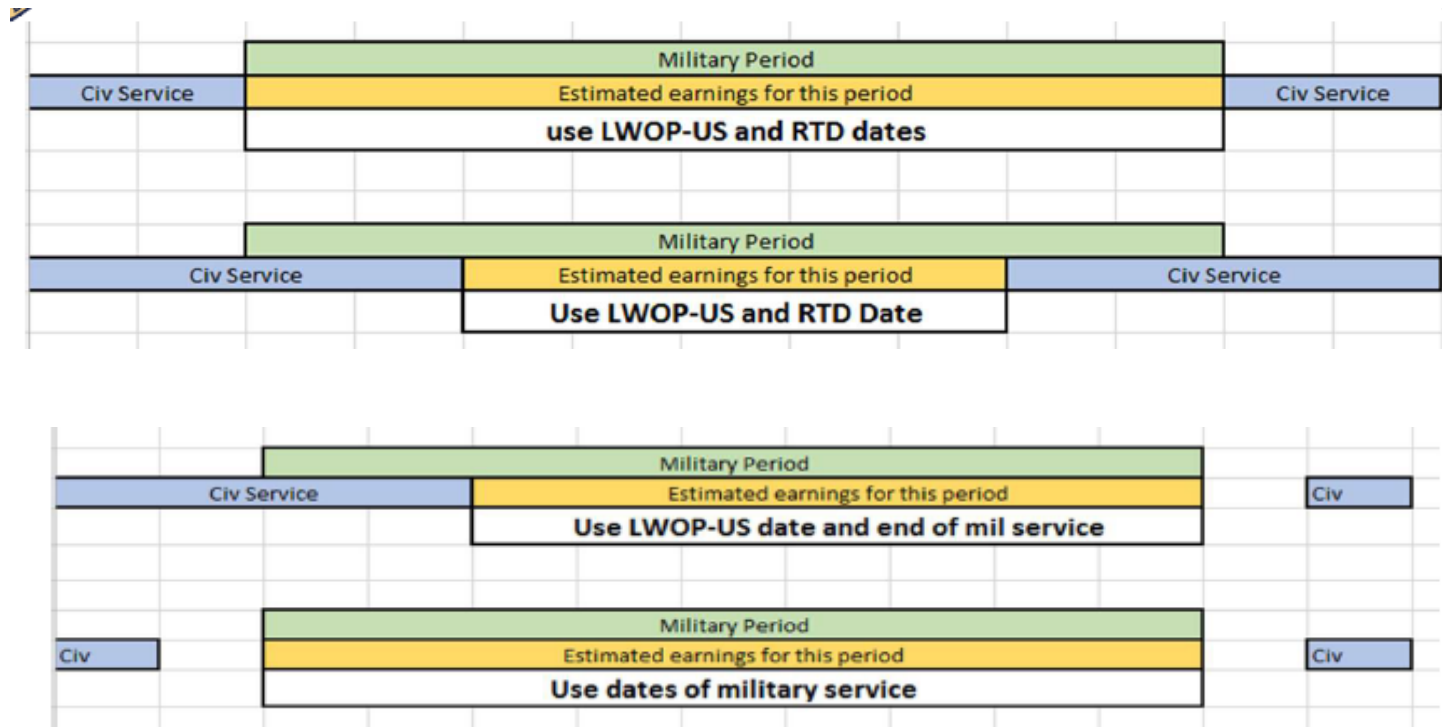 Military Period
Civ Service Estimated earnings for this period Civ Service
use LWOP-US and RTD dates
Military Period
Civ Service Estimated earnings for this period Civ Service
Use LWOP-US and RTD Date
Military Period
Civ Service Estimated earnings for this period Civ
Use LWOP-US date and end of mil service
Military Period
Civ Estimated earnings for this period Civ
Use dates of military service